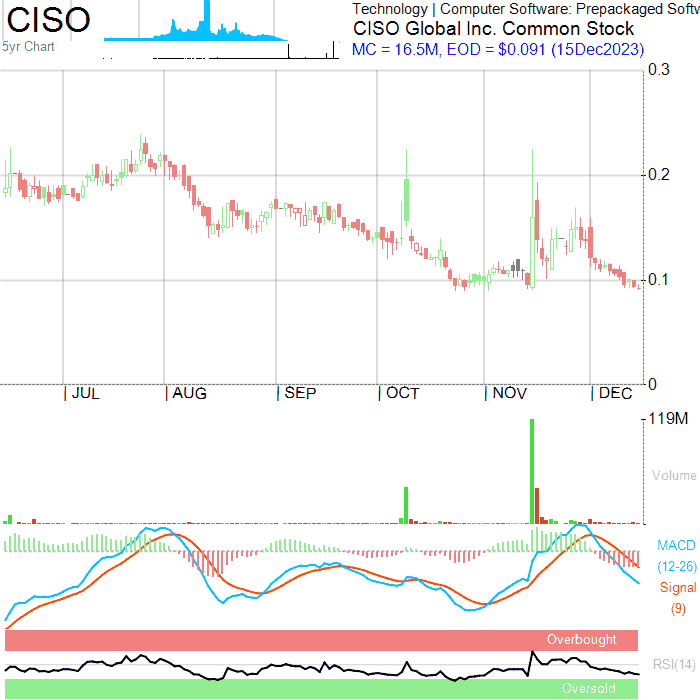 CISO
5yr Chart
Technology | Computer Software: Prepackaged Softw
CISO Global Inc. Common Stock
MC = 16.5M, EOD = $0.091 (15Dec2023)
0.3
0.2
0.1
0
| JUL | AUG | SEP | OCT | NOV | DEC
119M
Volume
MACD
(12-26)
Signal
(9)
Overbought
RSI(14)
Oversold